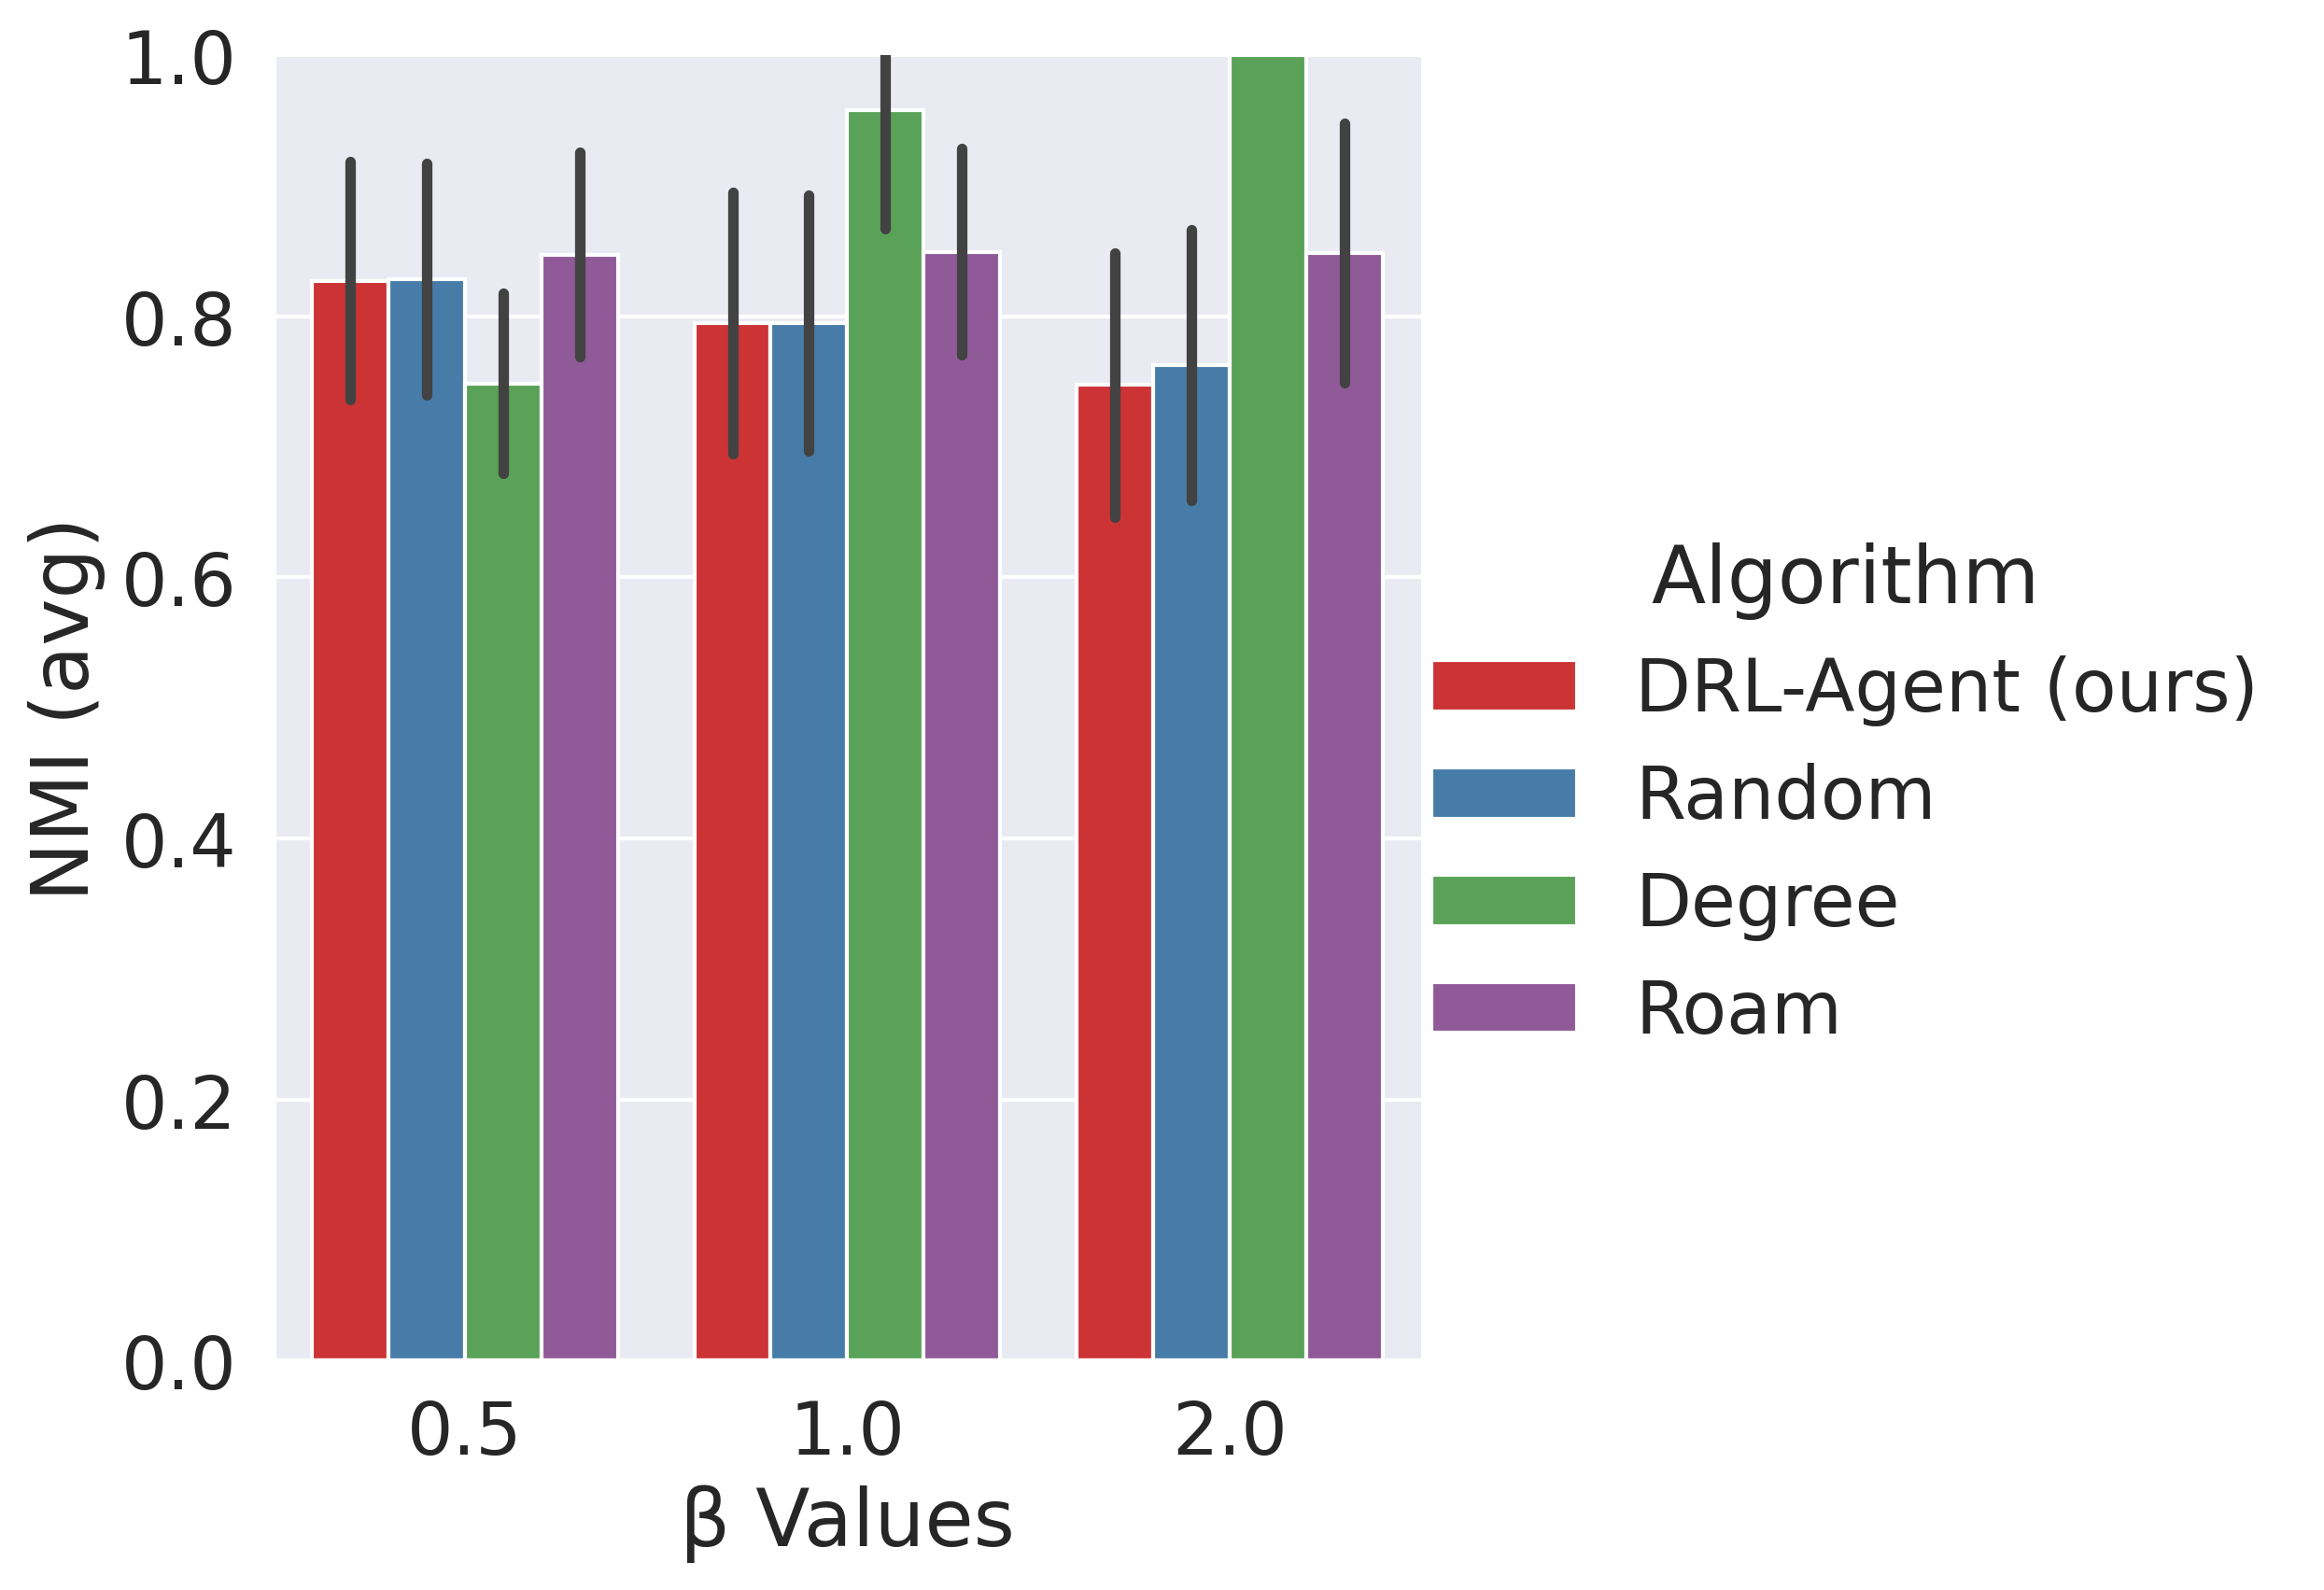 1.0
0.8
0.6
0.4
0.2
0.0
NMI (avg)
0.5 1.0 2.0
β Values
Algorithm
DRL-Agent (ours)
Random
Degree
Roam